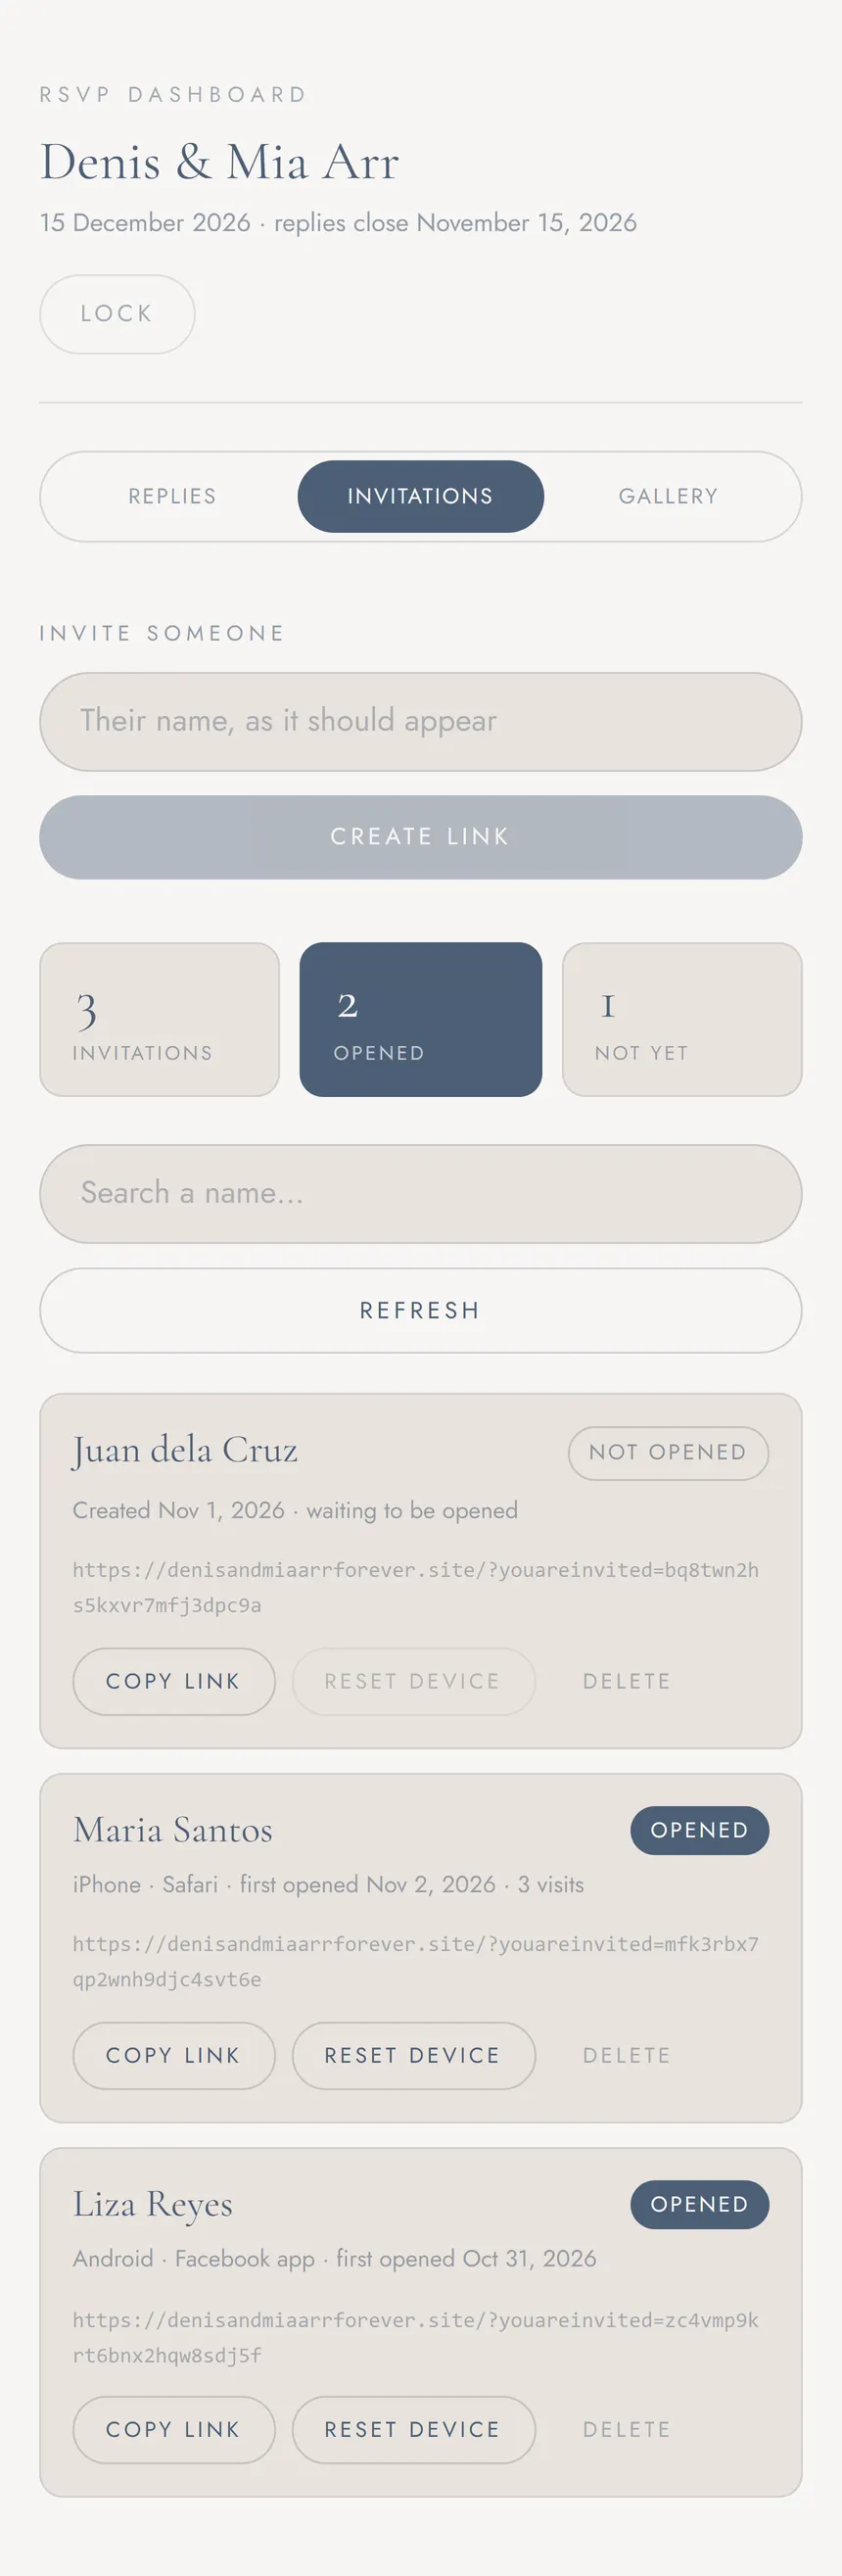 RSVP DASHBOARD
Denis & Mia Arr
15 December 2026 · replies close November 15, 2026
LOCK
REPLIES INVITATIONS GALLERY
INVITE SOMEONE
Their name, as it should appear
CREATE LINK
3 2 1
INVITATIONS OPENED NOT YET
Search a name...
REFRESH
Juan dela Cruz NOT OPENED
Created Nov 1, 2026 · waiting to be opened
https://denisandmiaarrforever.site/?youareinvited=bq8twn2h
s5kxvr7mfj3dpc9a
COPY LINK RESET DEVICE DELETE
Maria Santos OPENED
iPhone · Safari · first opened Nov 2, 2026 · 3 visits
https://denisandmiaarrforever.site/?youareinvited=mfk3rbx7
qp2wnh9djc4svt6e
COPY LINK RESET DEVICE DELETE
Liza Reyes OPENED
Android · Facebook app · first opened Oct 31, 2026
https://denisandmiaarrforever.site/?youareinvited=zc4vmp9k
rt6bnx2hqw8sdj5f
COPY LINK RESET DEVICE DELETE